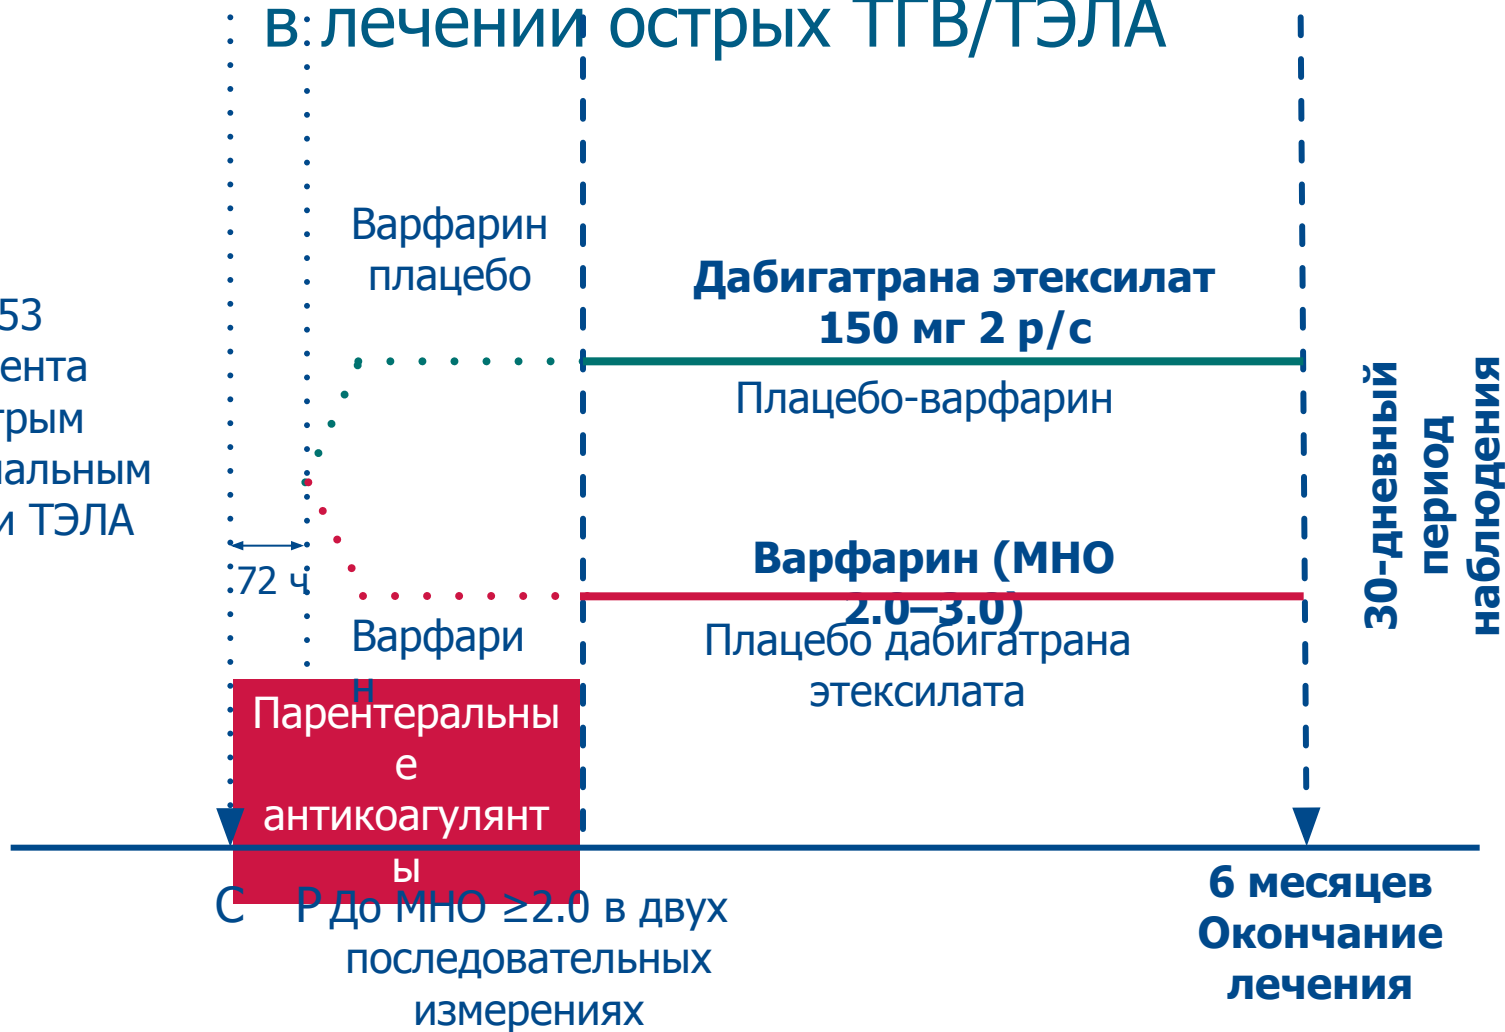 в лечении острых ТГВ/ТЭЛА
Варфарин
плацебо
Дабигатрана этексилат
150 мг 2 р/с
Плацебо-варфарин
53
ента
трым
альным
и ТЭЛА
72 ч
Варфарин (МНО
2.0–3.0)
Варфари
н
Плацебо дабигатрана
этексилата
30-дневный
период
наблюдения
Парентеральны
е
антикоагулянт
ы
С Р До МНО ≥2.0 в двух
последовательных
измерениях
6 месяцев
Окончание
лечения